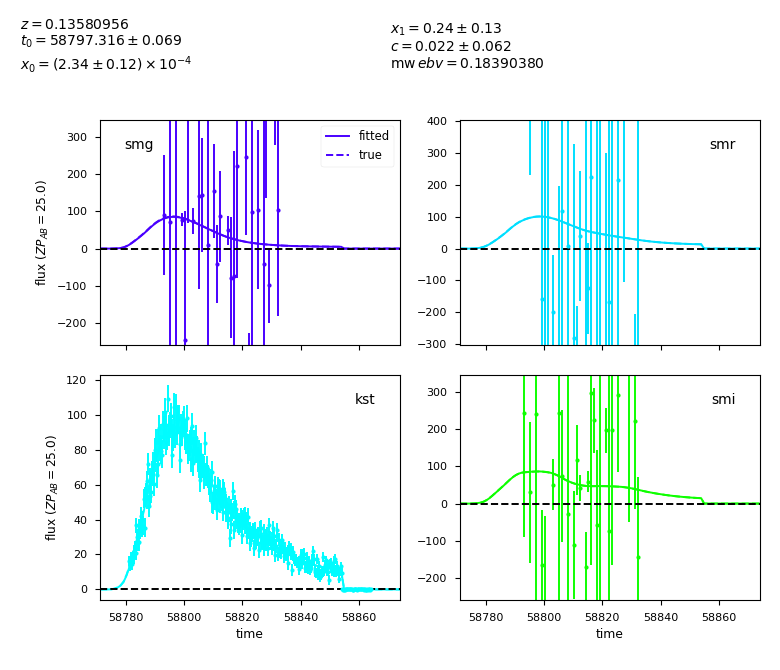 z = 0.13580956
t₀ = 58797.316 ± 0.069
x₀ = (2.34 ± 0.12) × 10⁻⁴
x₁ = 0.24 ± 0.13
c = 0.022 ± 0.062
mwebv = 0.18390380
smg
fitted
true
300
200
100
0
−100
−200
flux (ZP_AB = 25.0)
smr
400
300
200
100
0
−100
−200
−300
kst
120
100
80
60
40
20
0
flux (ZP_AB = 25.0)
58780 58800 58820 58840 58860
time
smi
300
200
100
0
−100
−200
58780 58800 58820 58840 58860
time